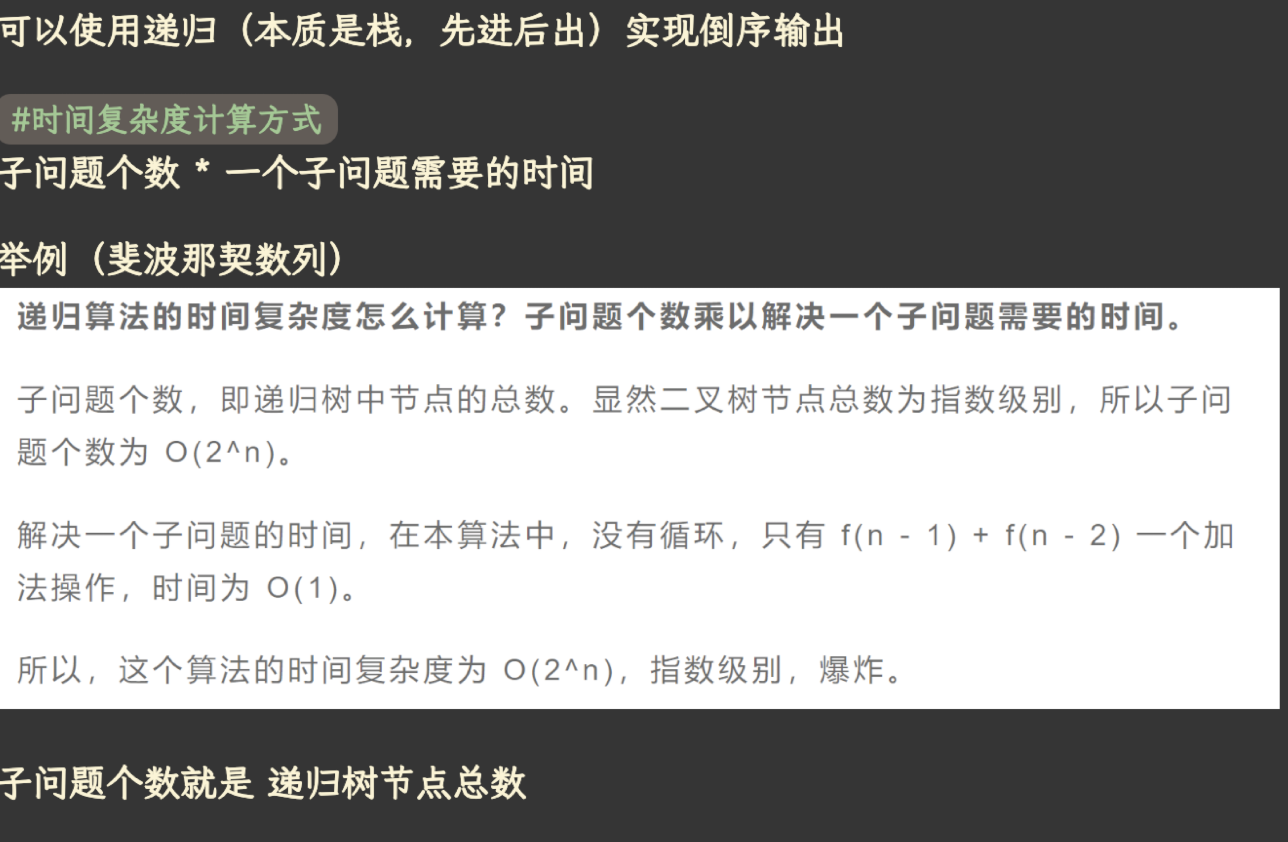 可以使用递归（本质是栈，先进后出）实现倒序输出
#时间复杂度计算方式
子问题个数 * 一个子问题需要的时间
举例（斐波那契数列）
递归算法的时间复杂度怎么计算？子问题个数乘以解决一个子问题需要的时间。
子问题个数，即递归树中节点的总数。显然二叉树节点总数为指数级别，所以子问
题个数为 O(2^n)。
解决一个子问题的时间，在本算法中，没有循环，只有 f(n - 1) + f(n - 2) 一个加
法操作，时间为 O(1)。
所以，这个算法的时间复杂度为 O(2^n)，指数级别，爆炸。
子问题个数就是 递归树节点总数